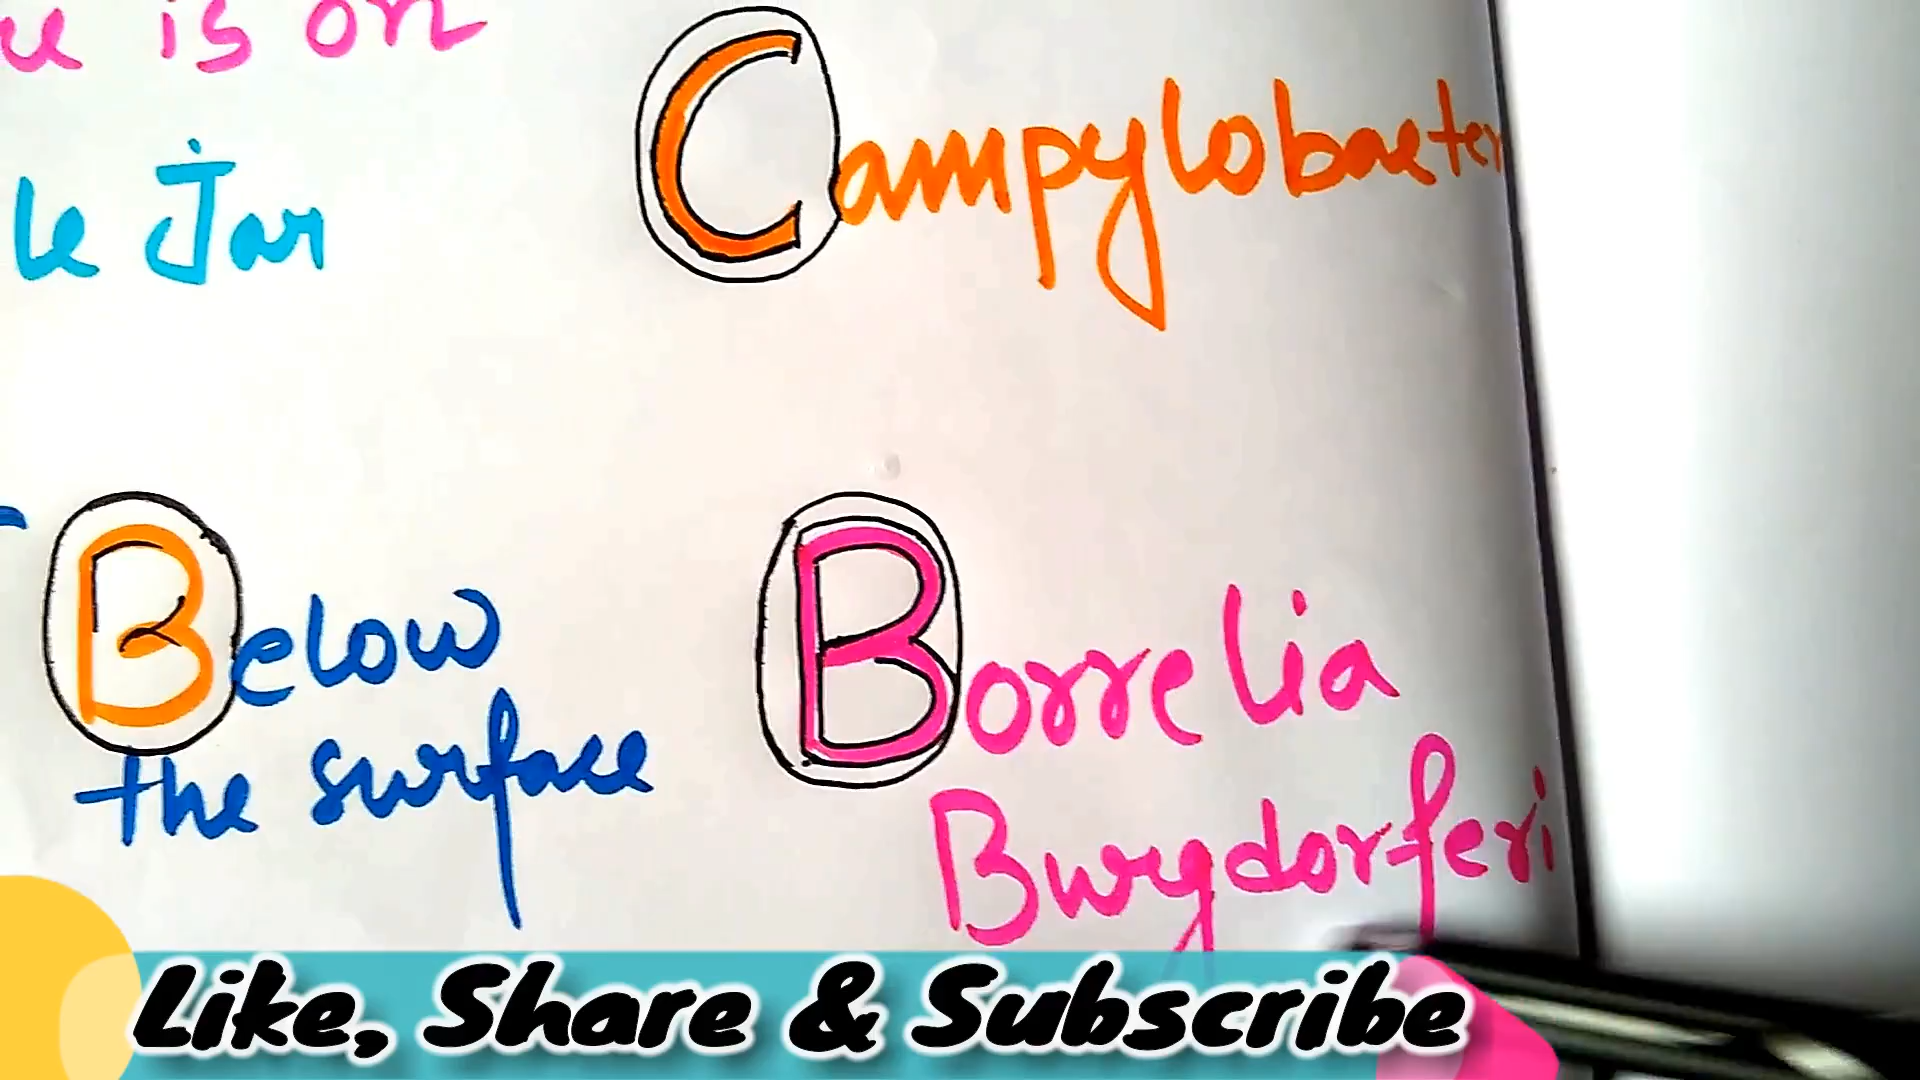 is on
Campylobacter
Jar
Below
the surface
Borrelia
Burgdorferi
Like, Share & Subscribe